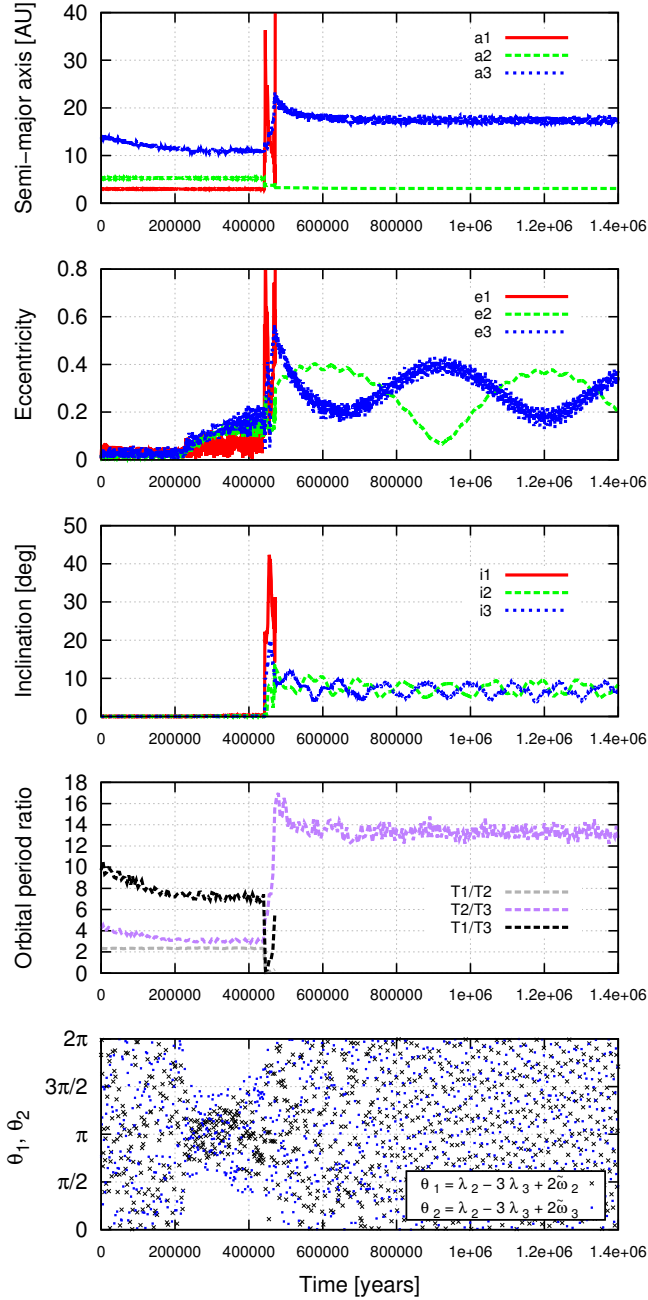 Semi-major axis [AU]
40
30
20
10
0
a1
a2
a3
0 200000 400000 600000 800000 1e+06 1.2e+06 1.4e+06
Eccentricity
0.8
0.6
0.4
0.2
0
e1
e2
e3
0 200000 400000 600000 800000 1e+06 1.2e+06 1.4e+06
Inclination [deg]
50
40
30
20
10
0
i1
i2
i3
0 200000 400000 600000 800000 1e+06 1.2e+06 1.4e+06
Orbital period ratio
18
16
14
12
10
8
6
4
2
0
T1/T2
T2/T3
T1/T3
0 200000 400000 600000 800000 1e+06 1.2e+06 1.4e+06
θ₁, θ₂
2π
3π/2
π
π/2
0
θ₁ = λ₂ − 3 λ₃ + 2ω̃₂ ×
θ₂ = λ₂ − 3 λ₃ + 2ω̃₃
0 200000 400000 600000 800000 1e+06 1.2e+06 1.4e+06
Time [years]